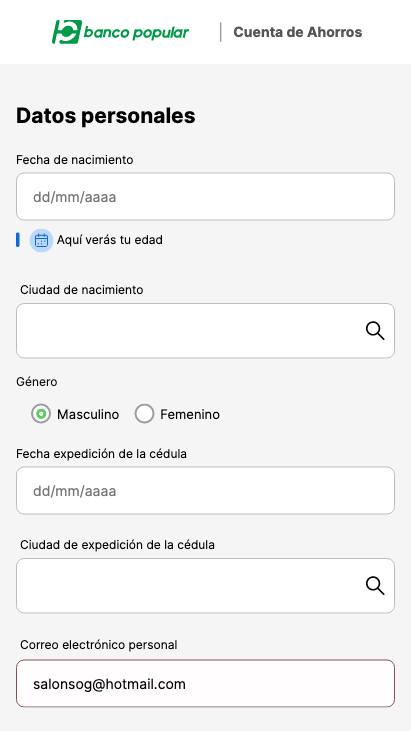 banco popular | Cuenta de Ahorros
Datos personales
Fecha de nacimiento
dd/mm/aaaa
Aquí verás tu edad
Ciudad de nacimiento
Género
Masculino Femenino
Fecha expedición de la cédula
dd/mm/aaaa
Ciudad de expedición de la cédula
Correo electrónico personal
salonsog@hotmail.com